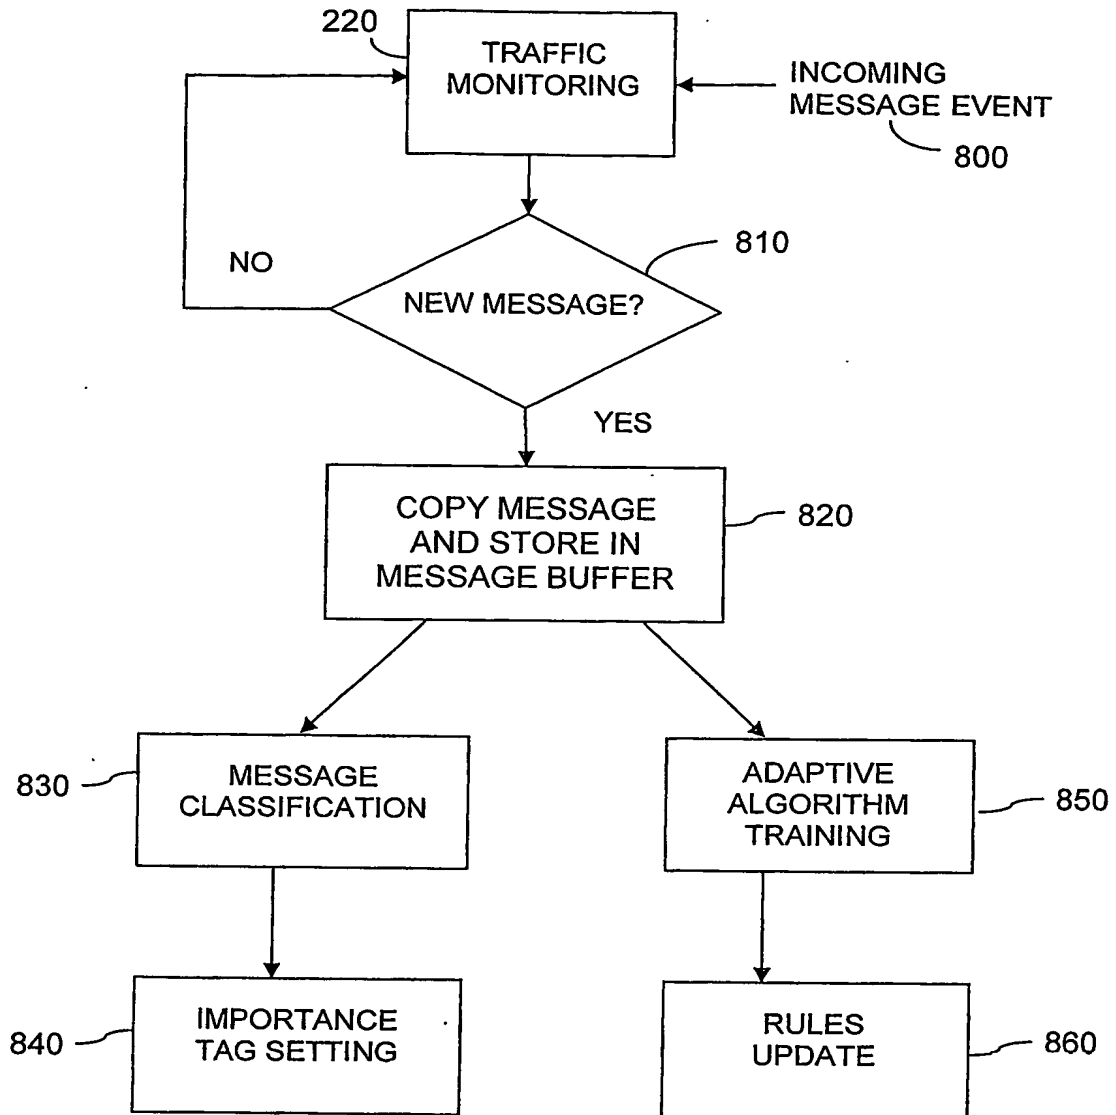 220
TRAFFIC
MONITORING
INCOMING
MESSAGE EVENT
800
810
NO
NEW MESSAGE?
YES
COPY MESSAGE
AND STORE IN
MESSAGE BUFFER
820
830
MESSAGE
CLASSIFICATION
ADAPTIVE
ALGORITHM
TRAINING
850
840
IMPORTANCE
TAG SETTING
RULES
UPDATE
860